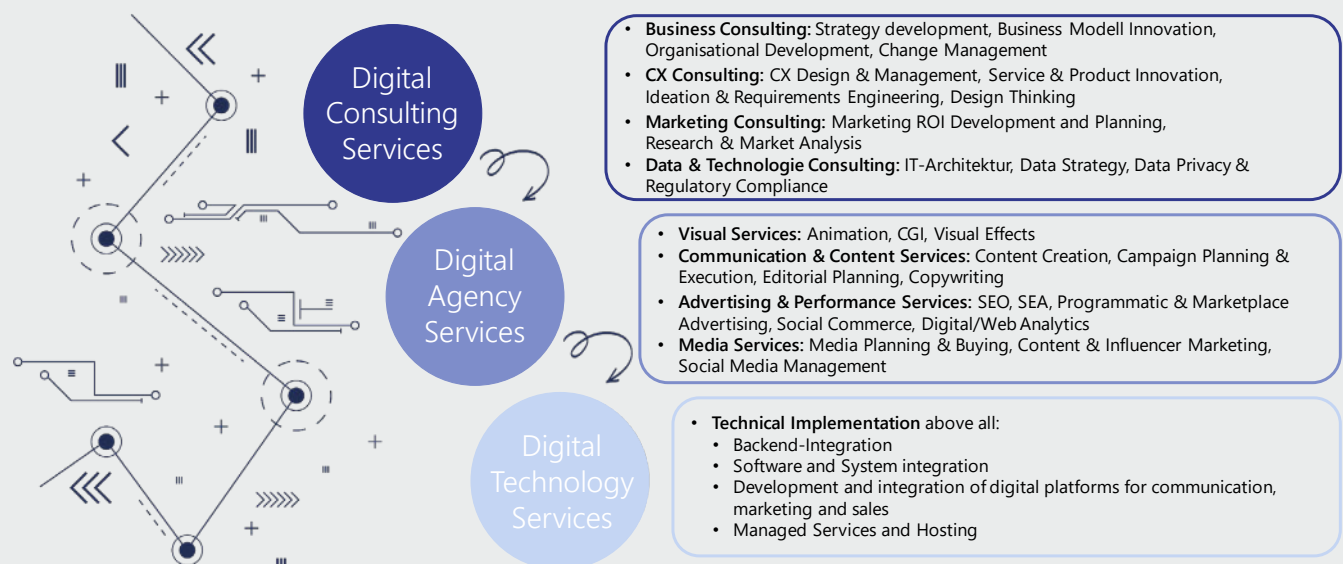 Digital
Consulting
Services
• Business Consulting: Strategy development, Business Modell Innovation,
Organisational Development, Change Management
• CX Consulting: CX Design & Management, Service & Product Innovation,
Ideation & Requirements Engineering, Design Thinking
• Marketing Consulting: Marketing ROI Development and Planning,
Research & Market Analysis
• Data & Technologie Consulting: IT-Architektur, Data Strategy, Data Privacy &
Regulatory Compliance
Digital
Agency
Services
• Visual Services: Animation, CGI, Visual Effects
• Communication & Content Services: Content Creation, Campaign Planning &
Execution, Editorial Planning, Copywriting
• Advertising & Performance Services: SEO, SEA, Programmatic & Marketplace
Advertising, Social Commerce, Digital/Web Analytics
• Media Services: Media Planning & Buying, Content & Influencer Marketing,
Social Media Management
Digital
Technology
Services
• Technical Implementation above all:
• Backend-Integration
• Software and System integration
• Development and integration of digital platforms for communication,
marketing and sales
• Managed Services and Hosting